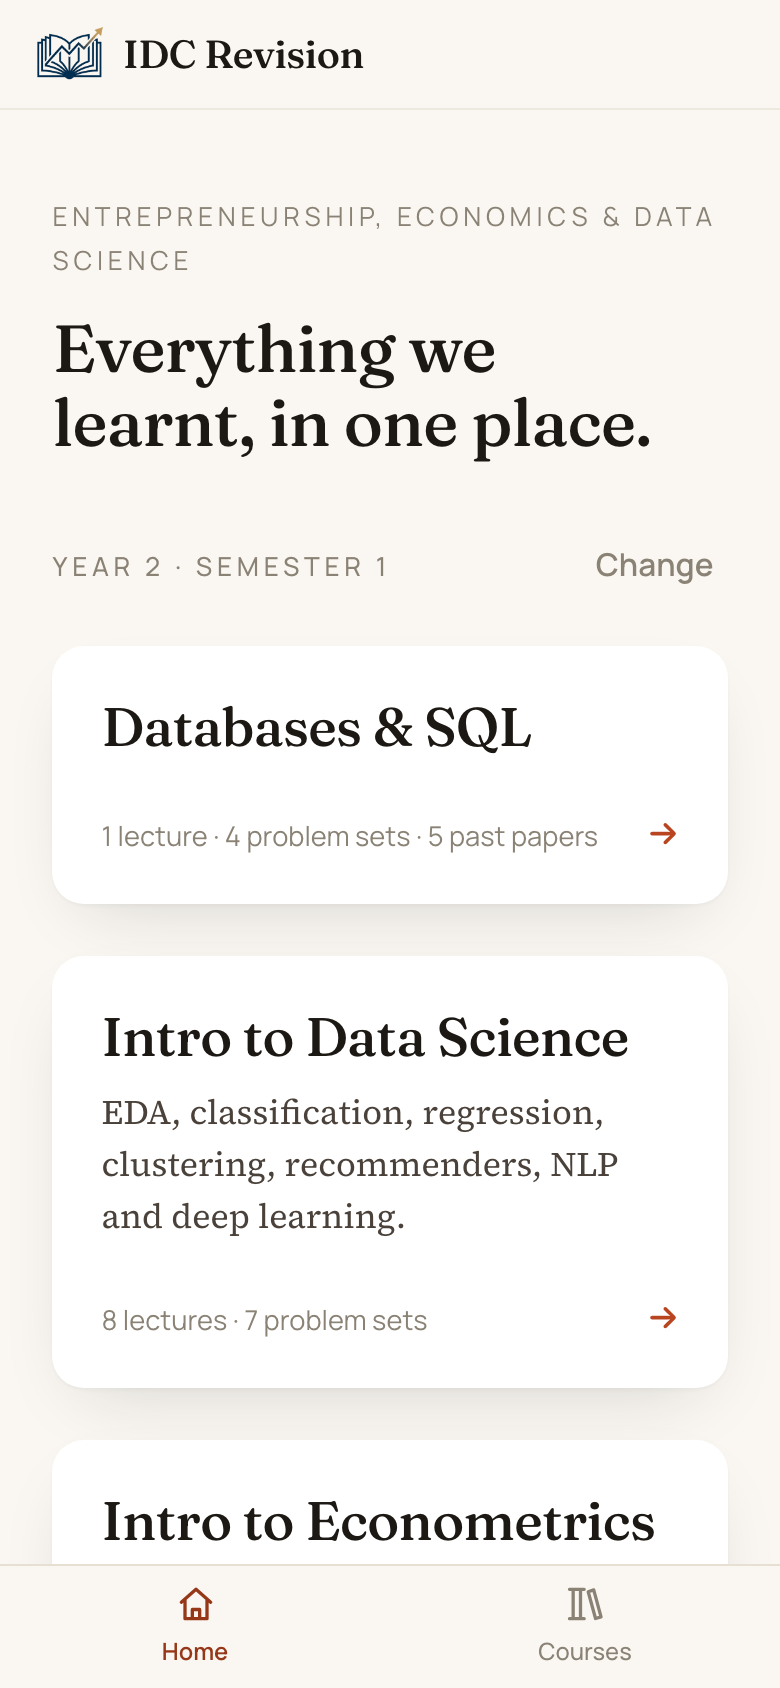 IDC Revision
ENTREPRENEURSHIP, ECONOMICS & DATA
SCIENCE
Everything we
learnt, in one place.
YEAR 2 · SEMESTER 1
Change
Databases & SQL
1 lecture · 4 problem sets · 5 past papers
Intro to Data Science
EDA, classification, regression,
clustering, recommenders, NLP
and deep learning.
8 lectures · 7 problem sets
Intro to Econometrics
Home
Courses